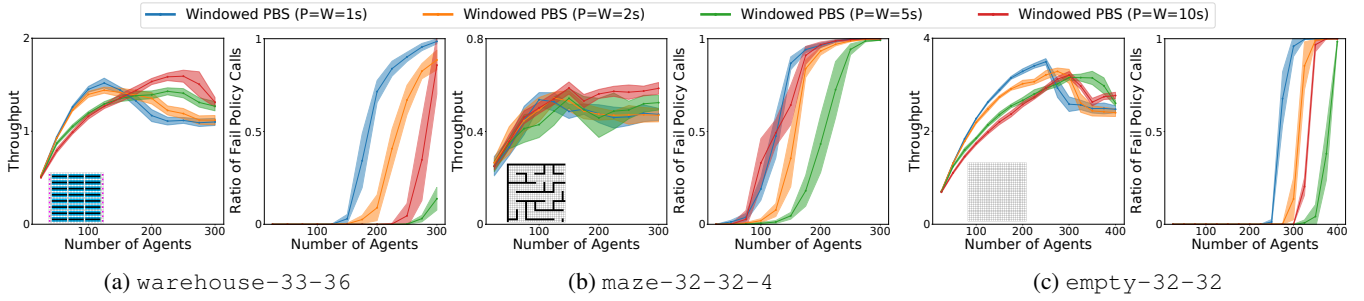 Windowed PBS (P=W=1s) Windowed PBS (P=W=2s) Windowed PBS (P=W=5s) Windowed PBS (P=W=10s)
Throughput
2
1
0
100 200 300
Number of Agents
Ratio of Fail Policy Calls
1
0.5
0
100 200 300
Number of Agents
Throughput
0.8
0.4
0
100 200 300
Number of Agents
Ratio of Fail Policy Calls
1
0.5
0
100 200 300
Number of Agents
Throughput
4
2
0
100 200 300 400
Number of Agents
Ratio of Fail Policy Calls
1
0.5
0
100 200 300 400
Number of Agents
(a) warehouse-33-36
(b) maze-32-32-4
(c) empty-32-32